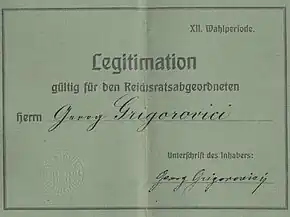 XII. Wahlperiode.
Legitimation
gültig für den Reichsratsabgeordneten
Herrn Georg Grigorovici
Unterschrift des Inhabers:
Georg Grigorovici